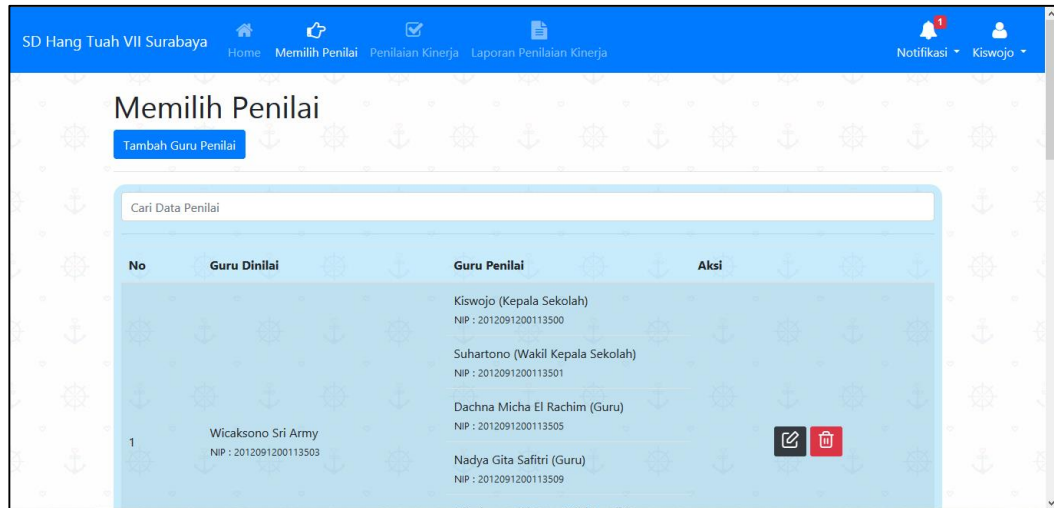 SD Hang Tuah VII Surabaya
Home
Memilih Penilai
Penilaian Kinerja
Laporan Penilaian Kinerja
1
Notifikasi
Kiswojo
Memilih Penilai
Tambah Guru Penilai
Cari Data Penilai
No Guru Dinilai Guru Penilai Aksi
Kiswojo (Kepala Sekolah)
NIP : 2012091200113500
Suhartono (Wakil Kepala Sekolah)
NIP : 2012091200113501
Dachna Micha El Rachim (Guru)
NIP : 2012091200113505
1
Wicaksono Sri Army
NIP : 2012091200113503
Nadya Gita Safitri (Guru)
NIP : 2012091200113509